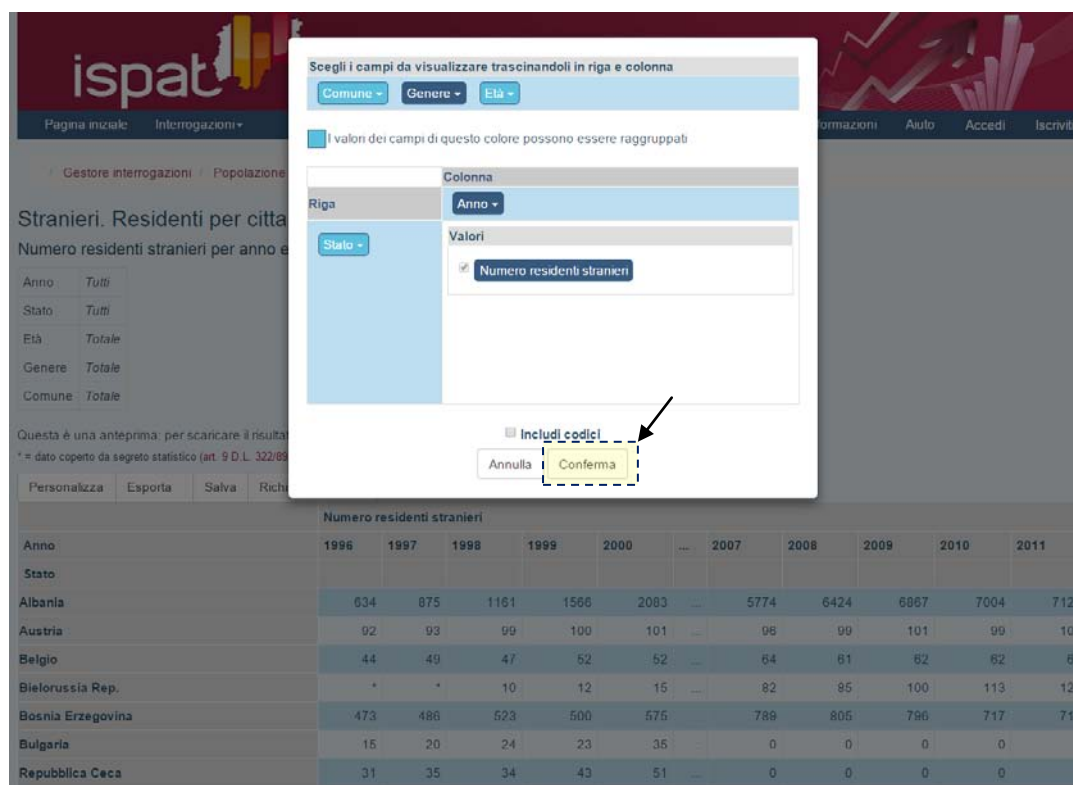 ispat
Scegli i campi da visualizzare trascinandoli in riga e colonna
Comune Genere Età
Pagina iniziale Interrogazioni Aiuto Accedi Iscriviti
I valori dei campi di questo colore possono essere raggruppati
/ Gestore interrogazioni / Popolazione
Colonna
Riga Anno
Stranieri. Residenti per citta
Stato Valori
Numero residenti stranieri per anno e
Numero residenti stranieri
Anno Tutti
Stato Tutti
Età Totale
Genere Totale
Comune Totale
Questa è una anteprima: per scaricare il risultat
Includi codici
* = dato coperto da segreto statistico (art. 9 D.L. 322/89
Annulla Conferma
Personalizza Esporta Salva Richi
Numero residenti stranieri
Anno 1996 1997 1998 1999 2000 ... 2007 2008 2009 2010 2011
Stato
Albania 634 875 1161 1566 2083 ... 5774 6424 6867 7004 712
Austria 92 93 99 100 101 ... 96 99 101 99 10
Belgio 44 49 47 52 52 ... 64 61 62 62 6
Bielorussia Rep. * * 10 12 15 ... 82 85 100 113 12
Bosnia Erzegovina 473 486 523 500 575 789 805 796 717 71
Bulgaria 15 20 24 23 35 0 0 0 0
Repubblica Ceca 31 35 34 43 51 ... 0 0 0 0